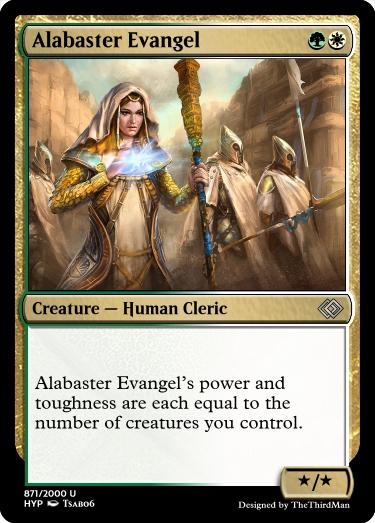 Alabaster Evangel
Creature — Human Cleric
Alabaster Evangel's power and
toughness are each equal to the
number of creatures you control.
★/★
871/2000 U
HYP Tsabo6
Designed by TheThirdMan